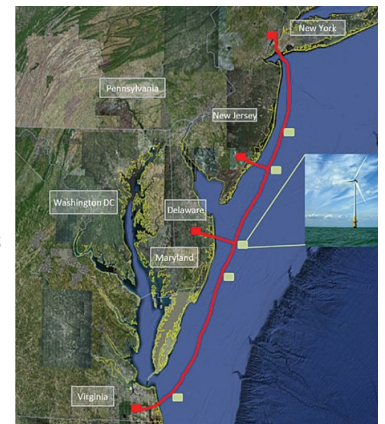 New York
Pennsylvania
New Jersey
Washington DC
Delaware
Maryland
Virginia